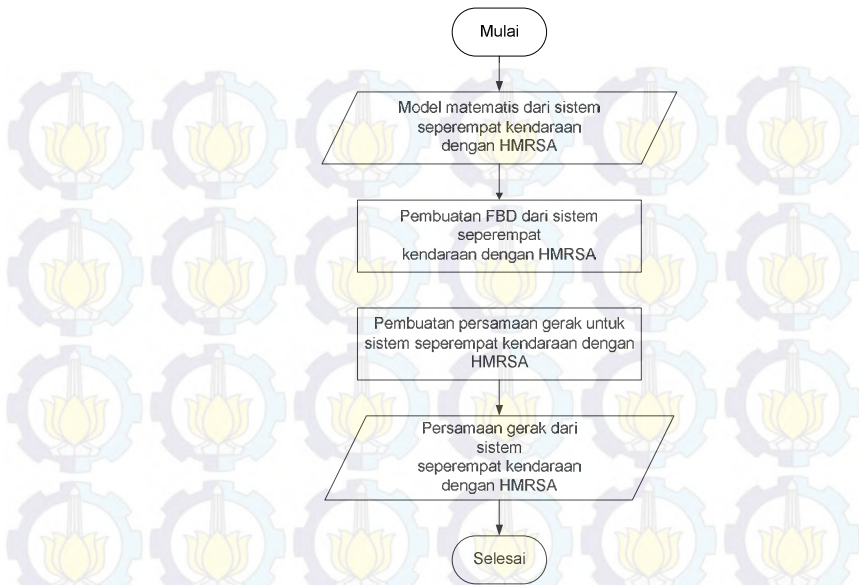 Mulai
Model matematis dari sistem
seperempat kendaraan
dengan HMRSA
Pembuatan FBD dari sistem
seperempat
kendaraan dengan HMRSA
Pembuatan persamaan gerak untuk
sistem seperempat kendaraan dengan
HMRSA
Persamaan gerak dari
sistem
seperempat kendaraan
dengan HMRSA
Selesai